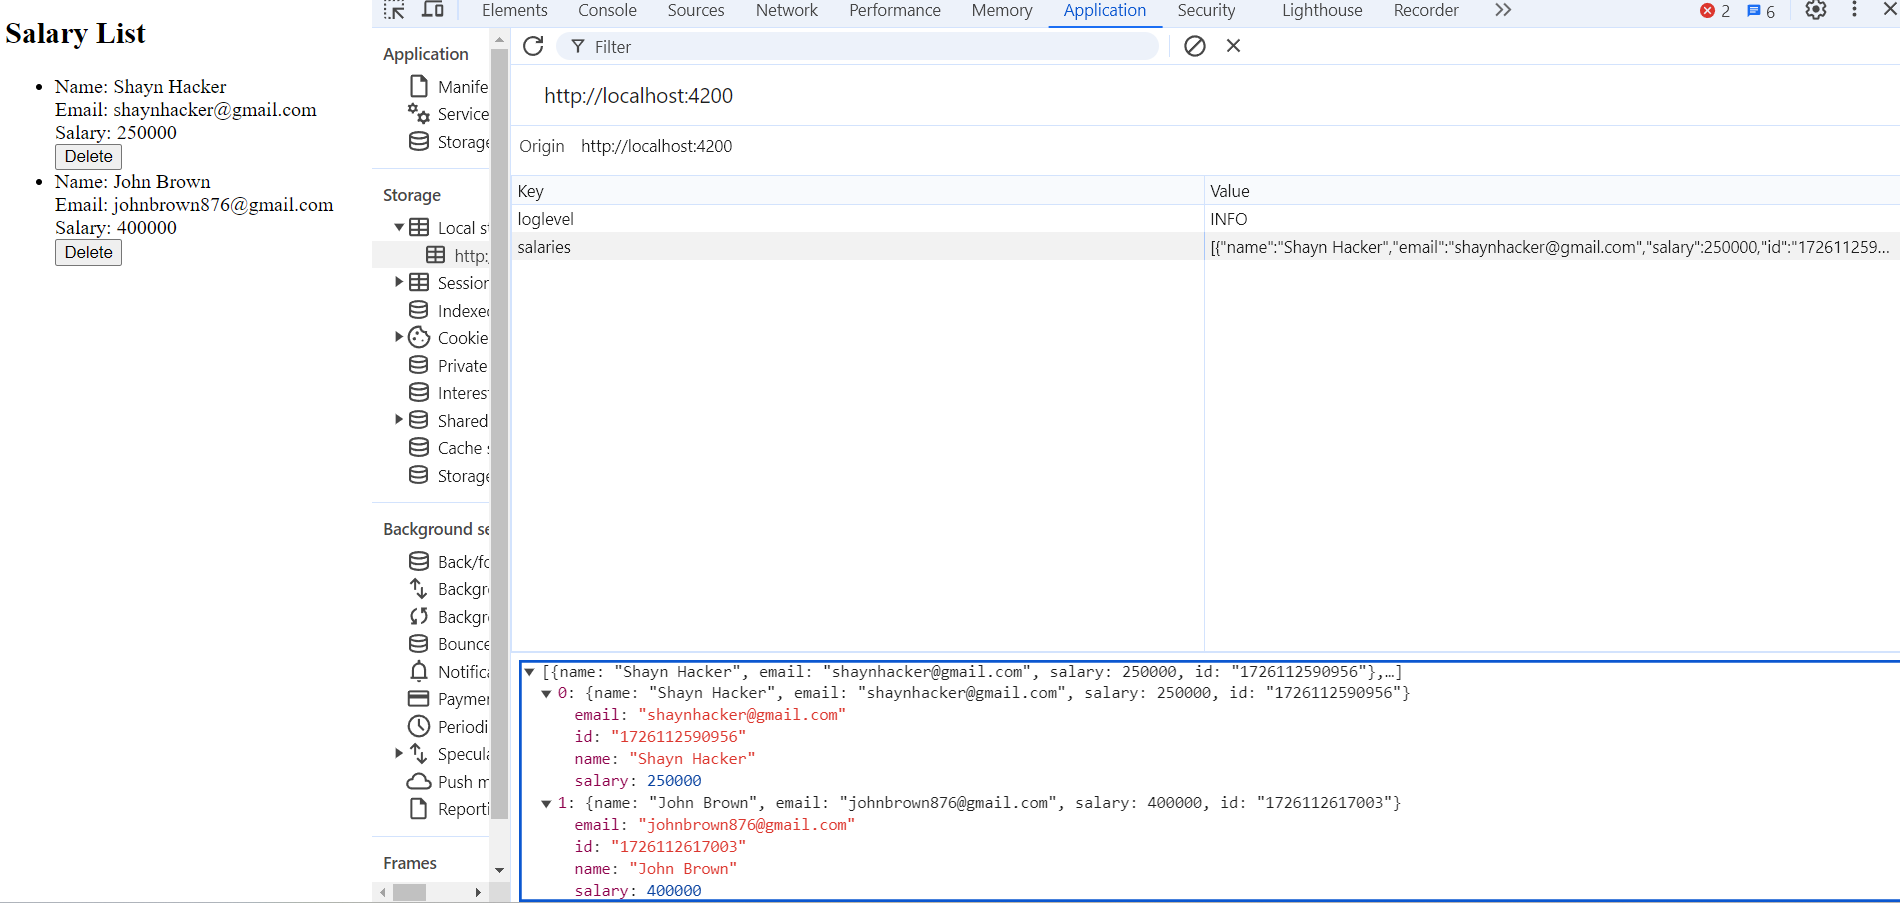 Salary List
Name: Shayn Hacker
Email: shaynhacker@gmail.com
Salary: 250000
Delete
Name: John Brown
Email: johnbrown876@gmail.com
Salary: 400000
Delete
Elements Console Sources Network Performance Memory Application Security Lighthouse Recorder 2 6
Application
Manife
Service
Storage
Storage
Local st
http:
Session
Indexed
Cookie
Private
Interes
Shared
Cache s
Storage
Background se
Back/fo
Backgr
Backgr
Bounce
Notifica
Paymen
Periodi
Specula
Push m
Reporti
Frames
Filter
http://localhost:4200
Origin http://localhost:4200
Key Value
loglevel INFO
salaries [{"name":"Shayn Hacker","email":"shaynhacker@gmail.com","salary":250000,"id":"172611259...
[{name: "Shayn Hacker", email: "shaynhacker@gmail.com", salary: 250000, id: "1726112590956"},…]
0: {name: "Shayn Hacker", email: "shaynhacker@gmail.com", salary: 250000, id: "1726112590956"}
email: "shaynhacker@gmail.com"
id: "1726112590956"
name: "Shayn Hacker"
salary: 250000
1: {name: "John Brown", email: "johnbrown876@gmail.com", salary: 400000, id: "1726112617003"}
email: "johnbrown876@gmail.com"
id: "1726112617003"
name: "John Brown"
salary: 400000